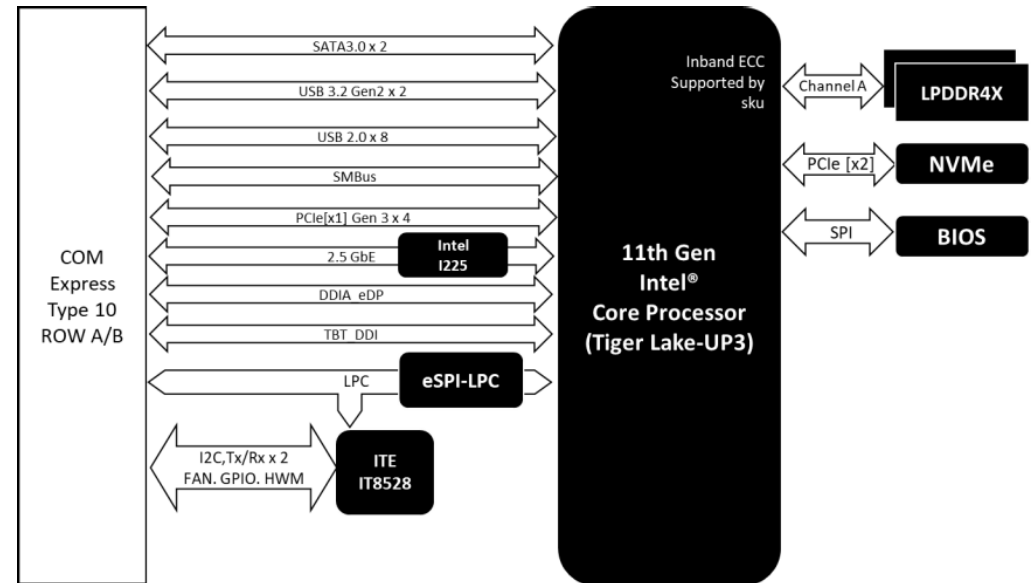 SATA3.0 x 2
USB 3.2 Gen2 x 2
USB 2.0 x 8
SMBus
PCIe[x1] Gen 3 x 4
2.5 GbE
Intel
I225
DDIA eDP
TBT DDI
LPC
eSPI-LPC
I2C,Tx/Rx x 2
FAN. GPIO. HWM
ITE
IT8528
COM
Express
Type 10
ROW A/B
Inband ECC
Supported by
sku
11th Gen
Intel®
Core Processor
(Tiger Lake-UP3)
Channel A
LPDDR4X
PCIe [x2]
NVMe
SPI
BIOS